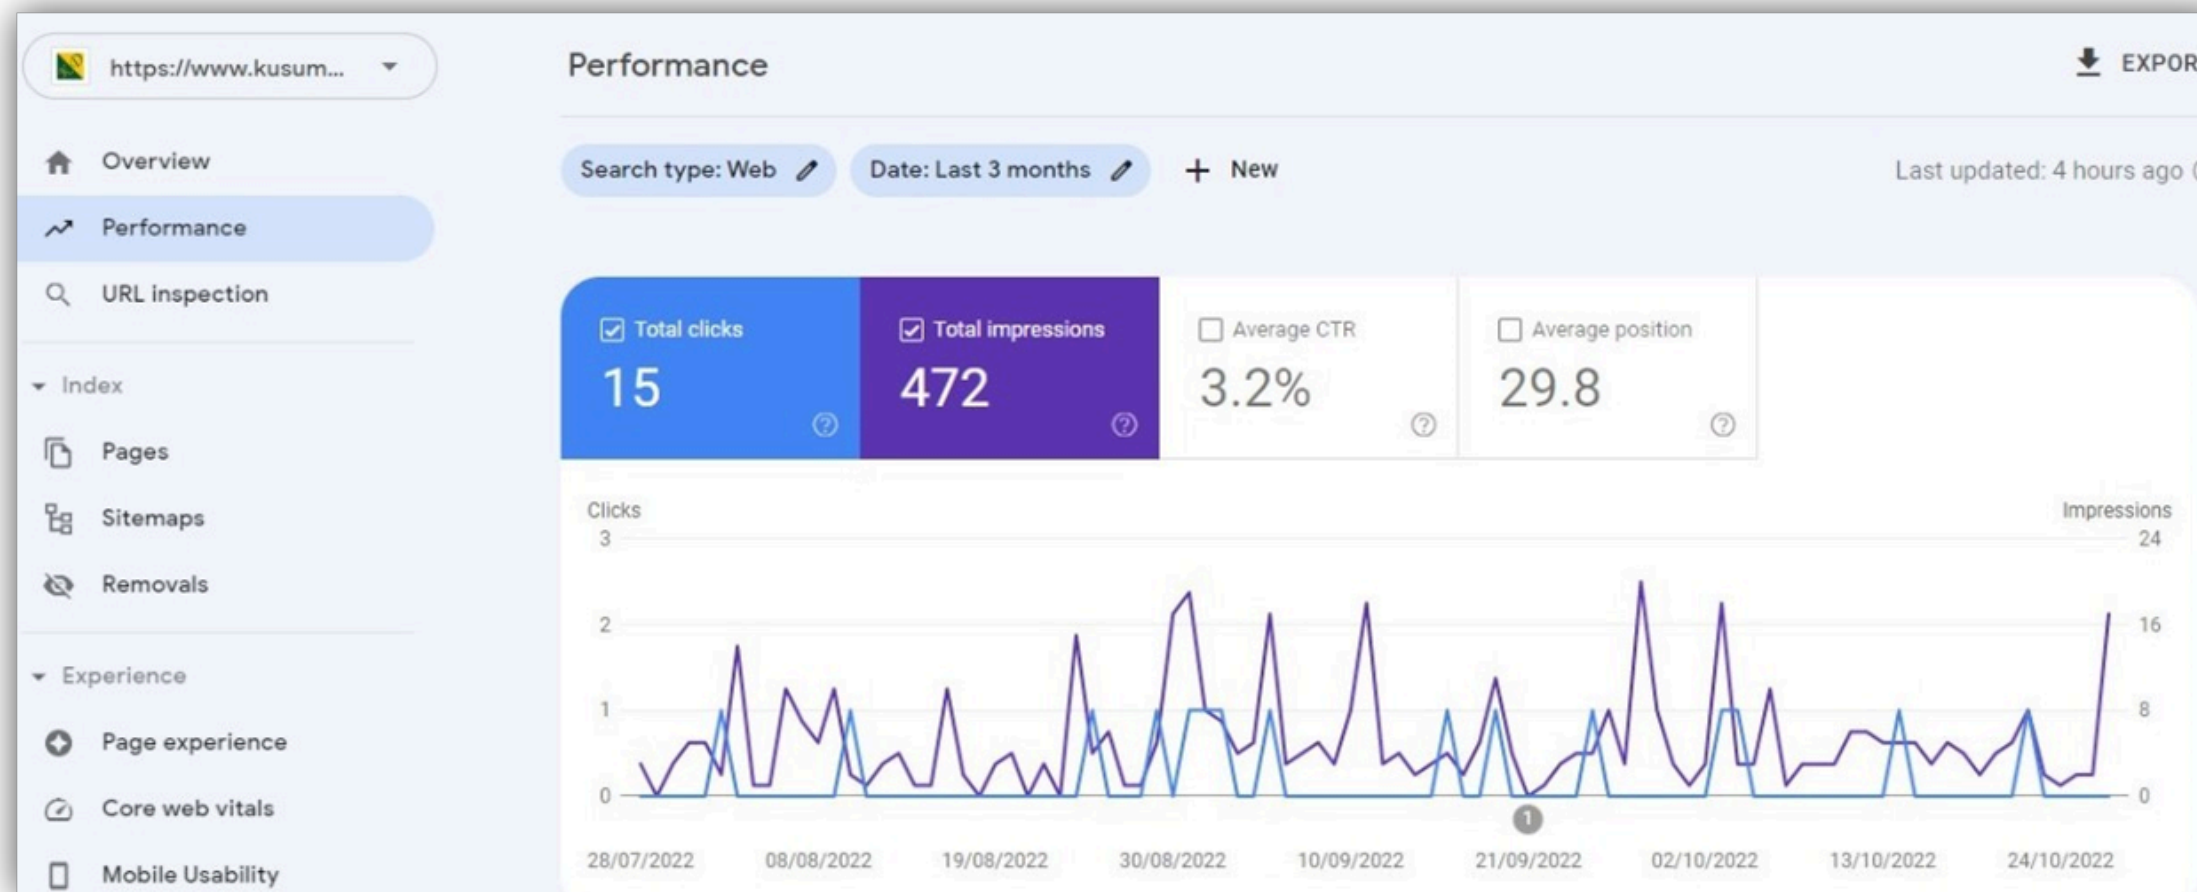 https://www.kusum...
Overview
Performance
URL inspection
Index
Pages
Sitemaps
Removals
Experience
Page experience
Core web vitals
Mobile Usability
Performance
EXPOR
Search type: Web
Date: Last 3 months
+ New
Last updated: 4 hours ago
Total clicks
15
Total impressions
472
Average CTR
3.2%
Average position
29.8
Clicks
Impressions
3
24
2
16
1
8
0
0
1
28/07/2022 08/08/2022 19/08/2022 30/08/2022 10/09/2022 21/09/2022 02/10/2022 13/10/2022 24/10/2022